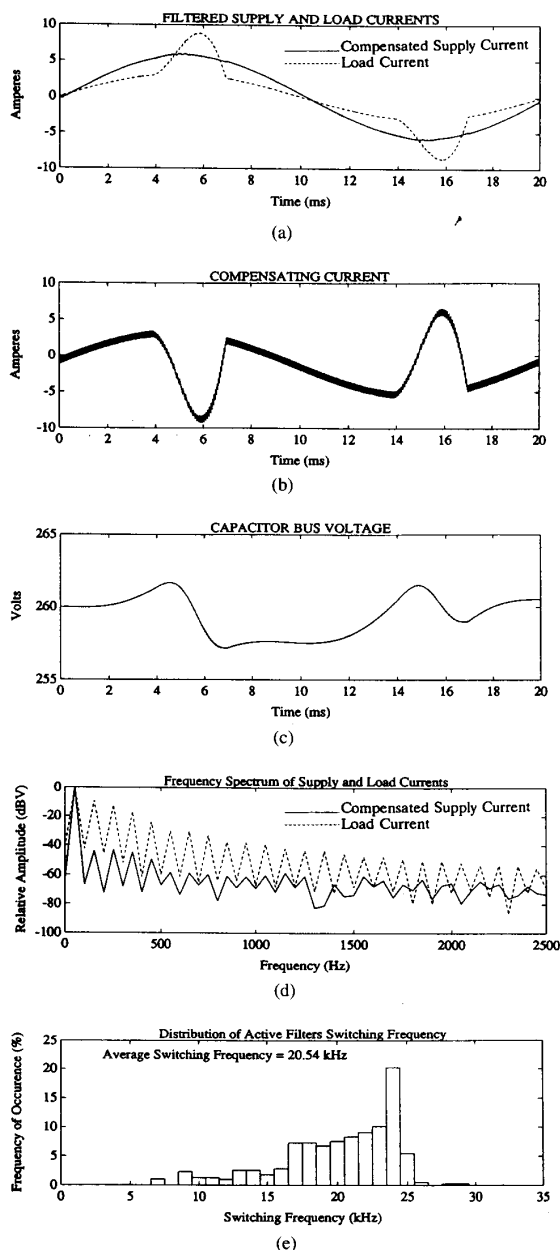 FILTERED SUPPLY AND LOAD CURRENTS
10
5
0
-5
-10
Amperes
Compensated Supply Current
Load Current
0 2 4 6 8 10 12 14 16 18 20
Time (ms)
(a)
COMPENSATING CURRENT
10
5
0
-5
-10
Amperes
0 2 4 6 8 10 12 14 16 18 20
Time (ms)
(b)
CAPACITOR BUS VOLTAGE
265
260
255
Volts
0 2 4 6 8 10 12 14 16 18 20
Time (ms)
(c)
Frequency Spectrum of Supply and Load Currents
0
-20
-40
-60
-80
-100
Relative Amplitude (dBV)
Compensated Supply Current
Load Current
0 500 1000 1500 2000 2500
Frequency (Hz)
(d)
Distribution of Active Filters Switching Frequency
25
20
15
10
5
0
Frequency of Occurence (%)
Average Switching Frequency = 20.54 kHz
0 5 10 15 20 25 30 35
Switching Frequency (kHz)
(e)